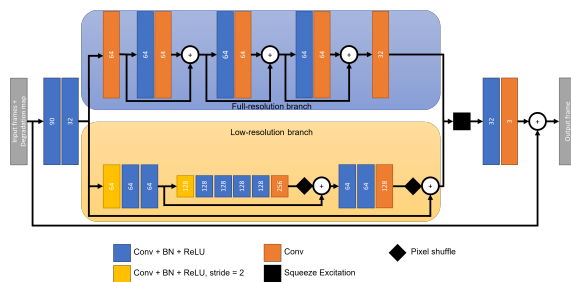 Input frames +
Degradation map
90
32
64
64
64
64
64
64
64
32
Full-resolution branch
Low-resolution branch
64
64
64
128
128
128
128
128
256
64
64
128
32
3
Output frame
Conv + BN + ReLU
Conv
Pixel shuffle
Conv + BN + ReLU, stride = 2
Squeeze Excitation